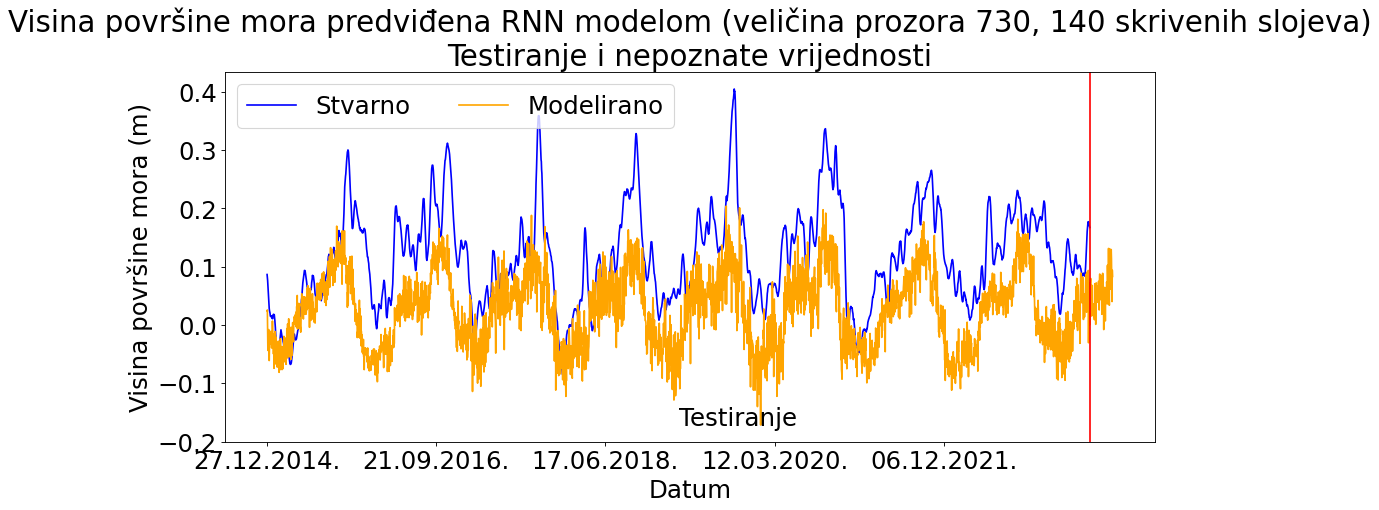 Visina površine mora predviđena RNN modelom (veličina prozora 730, 140 skrivenih slojeva)
Testiranje i nepoznate vrijednosti
Stvarno Modelirano
Visina površine mora (m)
0.4
0.3
0.2
0.1
0.0
−0.1
−0.2
Testiranje
27.12.2014. 21.09.2016. 17.06.2018. 12.03.2020. 06.12.2021.
Datum